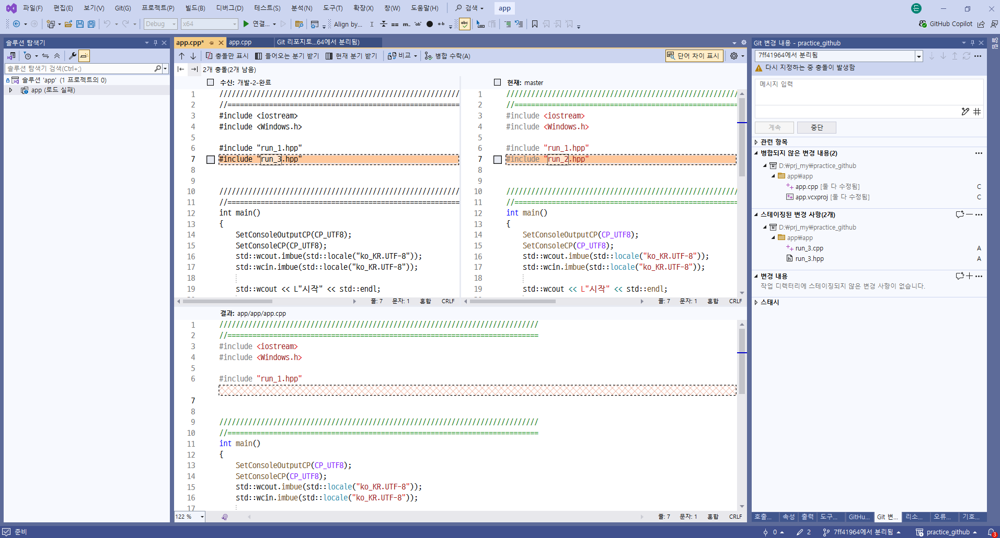 파일(F) 편집(E) 보기(V) Git(G) 프로젝트(P) 빌드(B) 디버그(D) 테스트(S) 분석(N) 도구(T) 확장(X) 창(W) 도움말(H) 검색 app
Debug x64 연결... Align by... GitHub Copilot
솔루션 탐색기
솔루션 탐색기 검색(Ctrl+;)
솔루션 'app' (1 프로젝트의 0)
app (로드 실패)
app.cpp* app.cpp Git 리포지토...64에서 분리됨)
충돌만 표시 들어오는 분기 받기 현재 분기 받기 비교 병합 수락(A) 단어 차이 표시
2개 충돌(2개 남음)
수신: 개발-2-완료
1 //////////////////////////////////////////////////////////
2 //========================================================
3 #include <iostream>
4 #include <Windows.h>
5
6 #include "run_1.hpp"
7 #include "run_3.hpp"
8
9
10 //////////////////////////////////////////////////////////
11 //========================================================
12 int main()
13 {
14 SetConsoleOutputCP(CP_UTF8);
15 SetConsoleCP(CP_UTF8);
16 std::wcout.imbue(std::locale("ko_KR.UTF-8"));
17 std::wcin.imbue(std::locale("ko_KR.UTF-8"));
18
19 std::wcout << L"시작" << std::endl;
줄: 7 문자: 1 혼합 CRLF
현재: master
1 //////////////////////////////////////////////////////////
2 //========================================================
3 #include <iostream>
4 #include <Windows.h>
5
6 #include "run_1.hpp"
7 #include "run_2.hpp"
8
9
10 //////////////////////////////////////////////////////////
11 //========================================================
12 int main()
13 {
14 SetConsoleOutputCP(CP_UTF8);
15 SetConsoleCP(CP_UTF8);
16 std::wcout.imbue(std::locale("ko_KR.UTF-8"));
17 std::wcin.imbue(std::locale("ko_KR.UTF-8"));
18
19 std::wcout << L"시작" << std::endl;
줄: 7 문자: 1 혼합 CRLF
결과: app/app/app.cpp
1 /////////////////////////////////////////////////////////////////////////////
2 //===========================================================================
3 #include <iostream>
4 #include <Windows.h>
5
6 #include "run_1.hpp"
7
8
9 /////////////////////////////////////////////////////////////////////////////
10 //===========================================================================
11 int main()
12 {
13 SetConsoleOutputCP(CP_UTF8);
14 SetConsoleCP(CP_UTF8);
15 std::wcout.imbue(std::locale("ko_KR.UTF-8"));
16 std::wcin.imbue(std::locale("ko_KR.UTF-8"));
17
122 % 줄: 7 문자: 1 혼합 CRLF
Git 변경 내용 - practice_github
7ff41964에서 분리됨
다시 지정하는 중 충돌이 발생함
메시지 입력
계속 중단
관련 항목
병합되지 않은 변경 내용(2)
D:₩prj_my₩practice_github
app₩app
app.cpp [둘 다 수정됨] C
app.vcxproj [둘 다 수정됨] C
스테이징된 변경 사항(2개)
D:₩prj_my₩practice_github
app₩app
run_3.cpp A
run_3.hpp A
변경 내용
작업 디렉터리에 스테이징되지 않은 변경 사항이 없습니다.
스태시
호출... 속성 출력 도구... GitHu... Git 변... 리소... 오류... 기호...
알림
준비 0 2 7ff41964에서 분리됨 practice_github 3